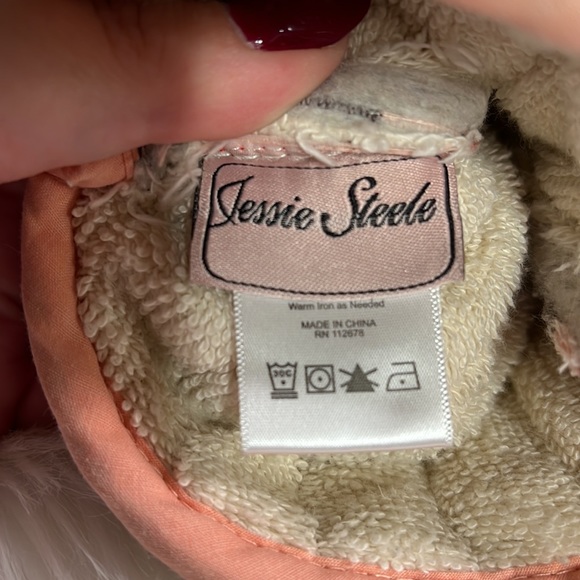 Jessie Steele
Warm Iron as Needed
MADE IN CHINA
RN 112678
30C